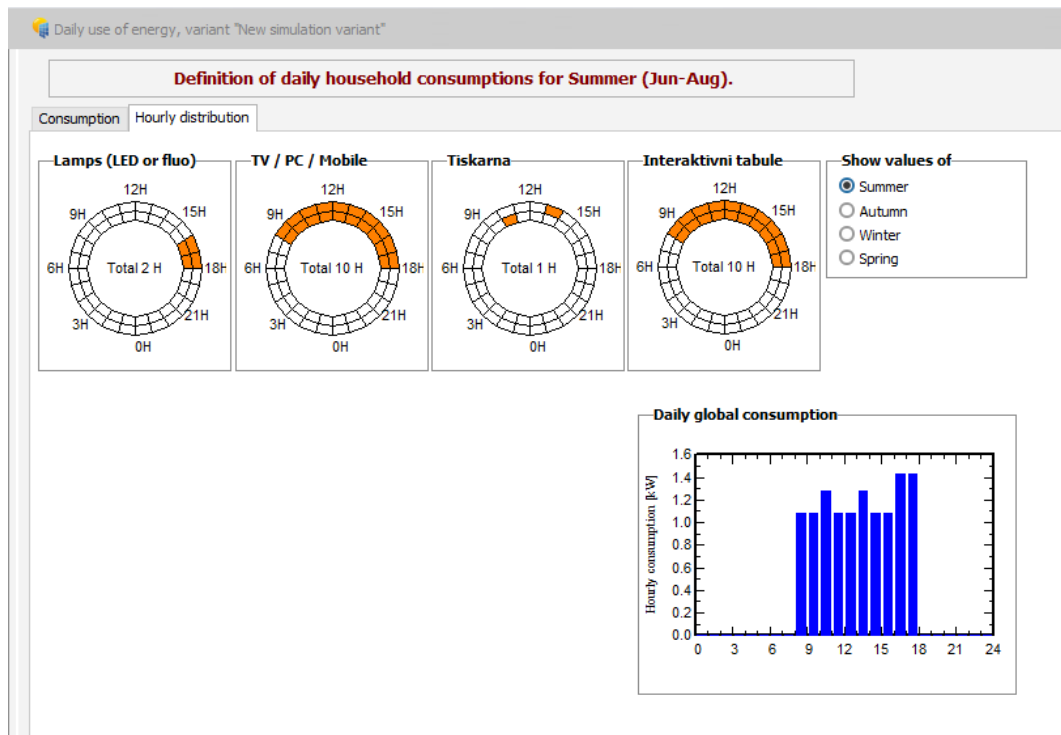 Daily use of energy, variant "New simulation variant"
Definition of daily household consumptions for Summer (Jun-Aug).
Consumption
Hourly distribution
Lamps (LED or fluo)
12H
9H
15H
6H
Total 2 H
18H
3H
21H
0H
TV / PC / Mobile
12H
9H
15H
6H
Total 10 H
18H
3H
21H
0H
Tiskarna
12H
9H
15H
6H
Total 1 H
18H
3H
21H
0H
Interaktivni tabule
12H
9H
15H
6H
Total 10 H
18H
3H
21H
0H
Show values of
Summer
Autumn
Winter
Spring
Daily global consumption
Hourly consumption [kW]
1.6
1.4
1.2
1.0
0.8
0.6
0.4
0.2
0.0
0 3 6 9 12 15 18 21 24